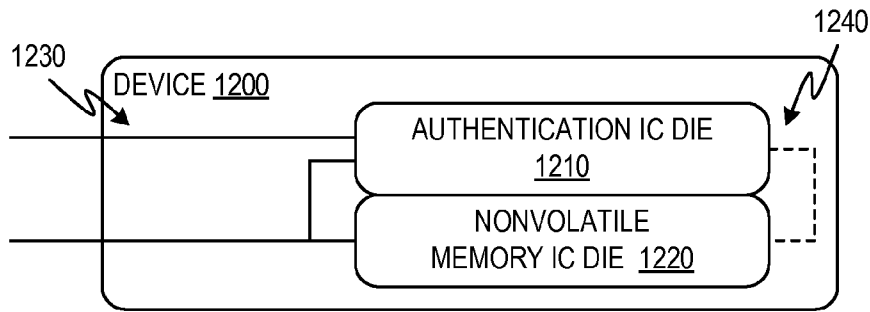 1230
1240
DEVICE 1200
AUTHENTICATION IC DIE
1210
NONVOLATILE
MEMORY IC DIE 1220